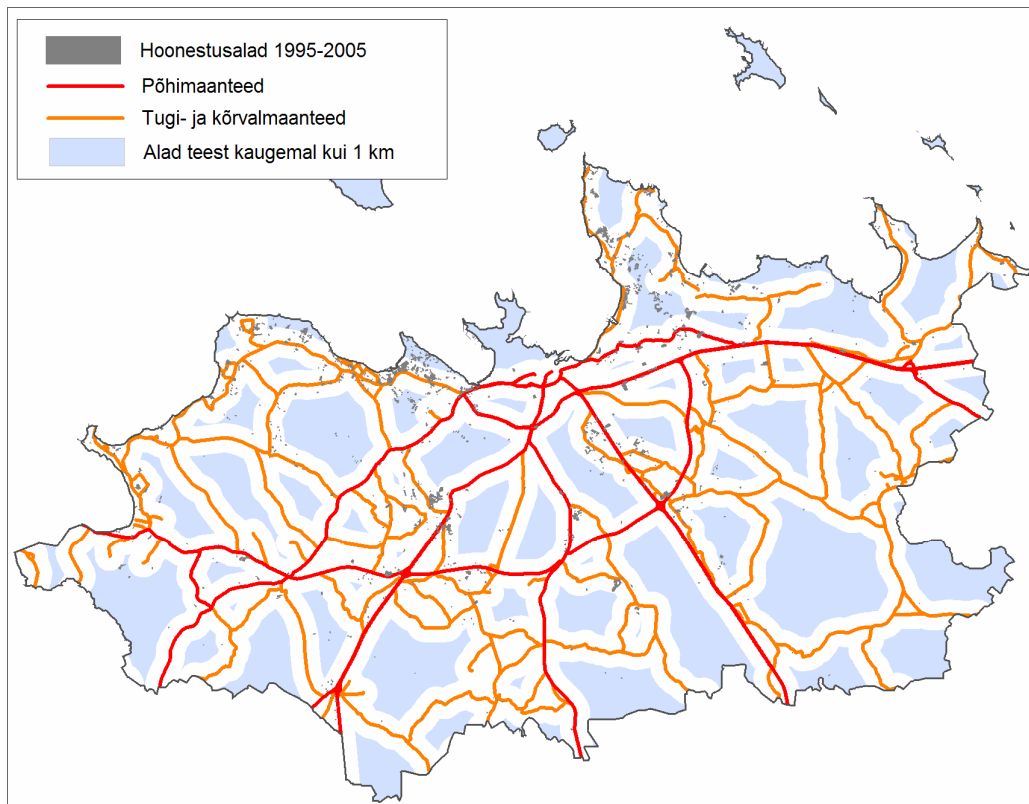 Hoonestusalad 1995-2005
Põhimaanteed
Tugi- ja kõrvalmaanteed
Alad teest kaugemal kui 1 km